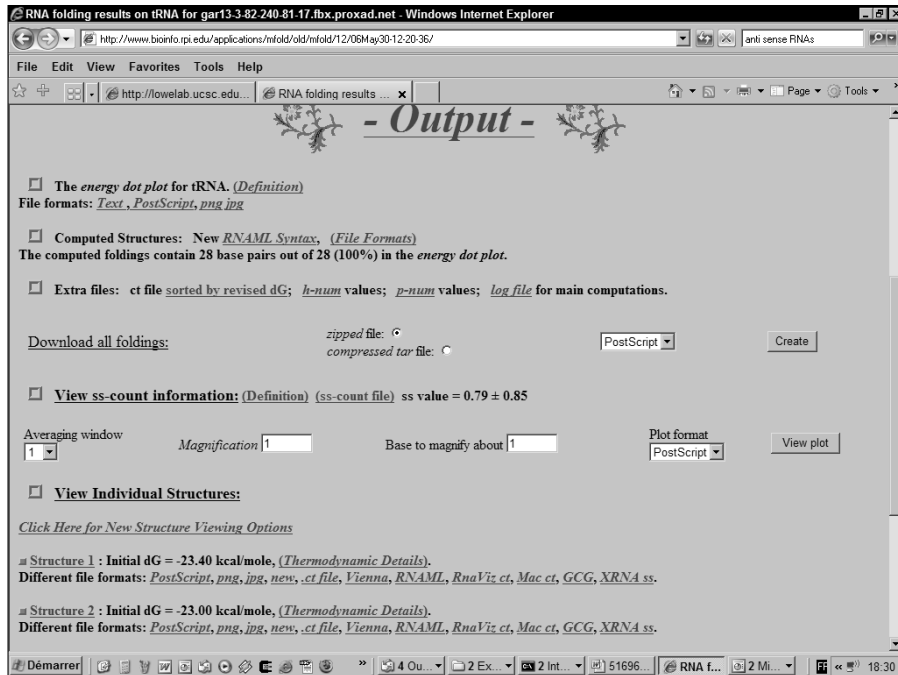 RNA folding results on tRNA for gar13-3-82-240-81-17.fbx.proxad.net - Windows Internet Explorer
http://www.bioinfo.rpi.edu/applications/mfold/old/mfold/12/06May30-12-20-36/
anti sense RNAs
File Edit View Favorites Tools Help
http://lowelab.ucsc.edu... RNA folding results ... x Page Tools »
- Output -
The energy dot plot for tRNA. (Definition)
File formats: Text , PostScript, png jpg
Computed Structures: New RNAML Syntax, (File Formats)
The computed foldings contain 28 base pairs out of 28 (100%) in the energy dot plot.
Extra files: ct file sorted by revised dG; h-num values; p-num values; log file for main computations.
Download all foldings: zipped file: PostScript Create
compressed tar file:
View ss-count information: (Definition) (ss-count file) ss value = 0.79 ± 0.85
Averaging window Plot format
1 Magnification 1 Base to magnify about 1 PostScript View plot
View Individual Structures:
Click Here for New Structure Viewing Options
Structure 1 : Initial dG = -23.40 kcal/mole, (Thermodynamic Details).
Different file formats: PostScript, png, jpg, new, .ct file, Vienna, RNAML, RnaViz ct, Mac ct, GCG, XRNA ss.
Structure 2 : Initial dG = -23.00 kcal/mole, (Thermodynamic Details).
Different file formats: PostScript, png, jpg, new, .ct file, Vienna, RNAML, RnaViz ct, Mac ct, GCG, XRNA ss.
Démarrer » 4 Ou... 2 Ex... 2 Int... 51696... RNA f... 2 Mi... « 18:30